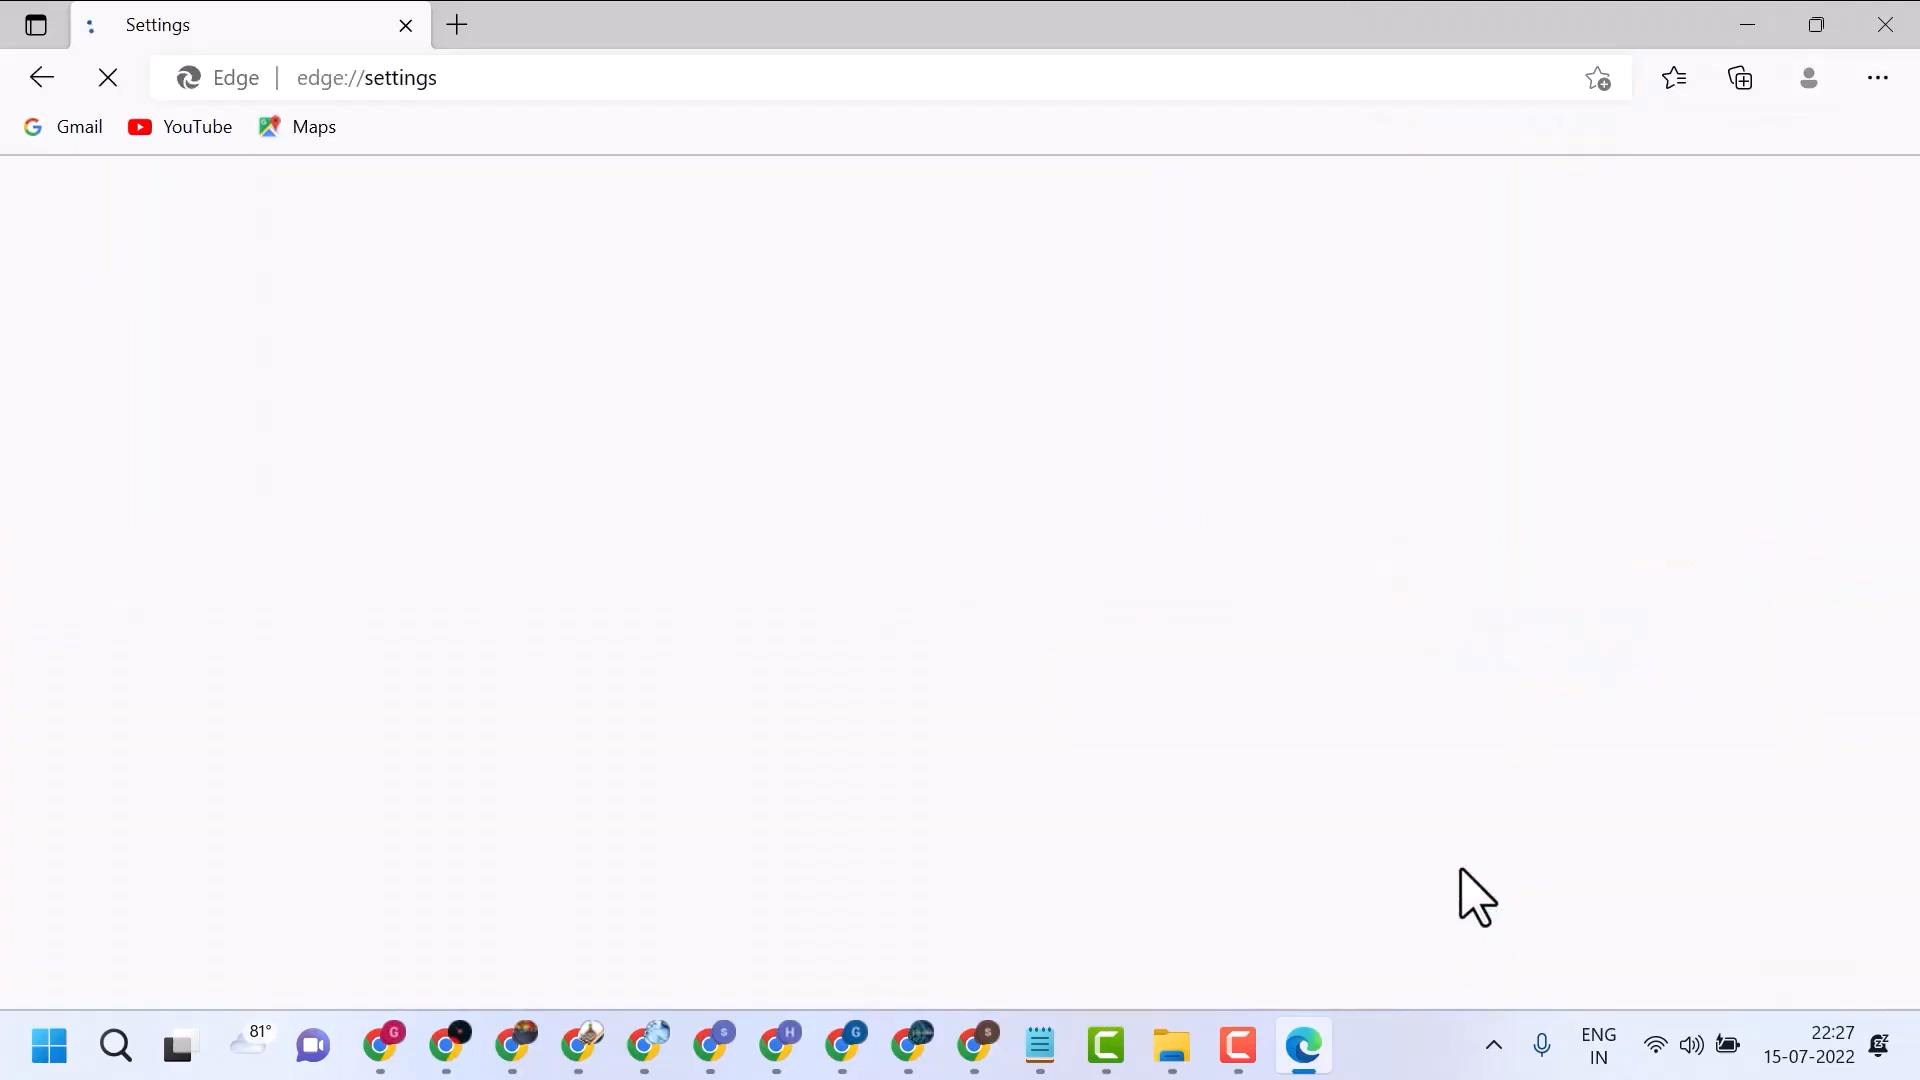 Settings
Edge
edge://settings
Gmail
YouTube
Maps
81°
G
S
H
G
S
ENG
IN
22:27
15-07-2022